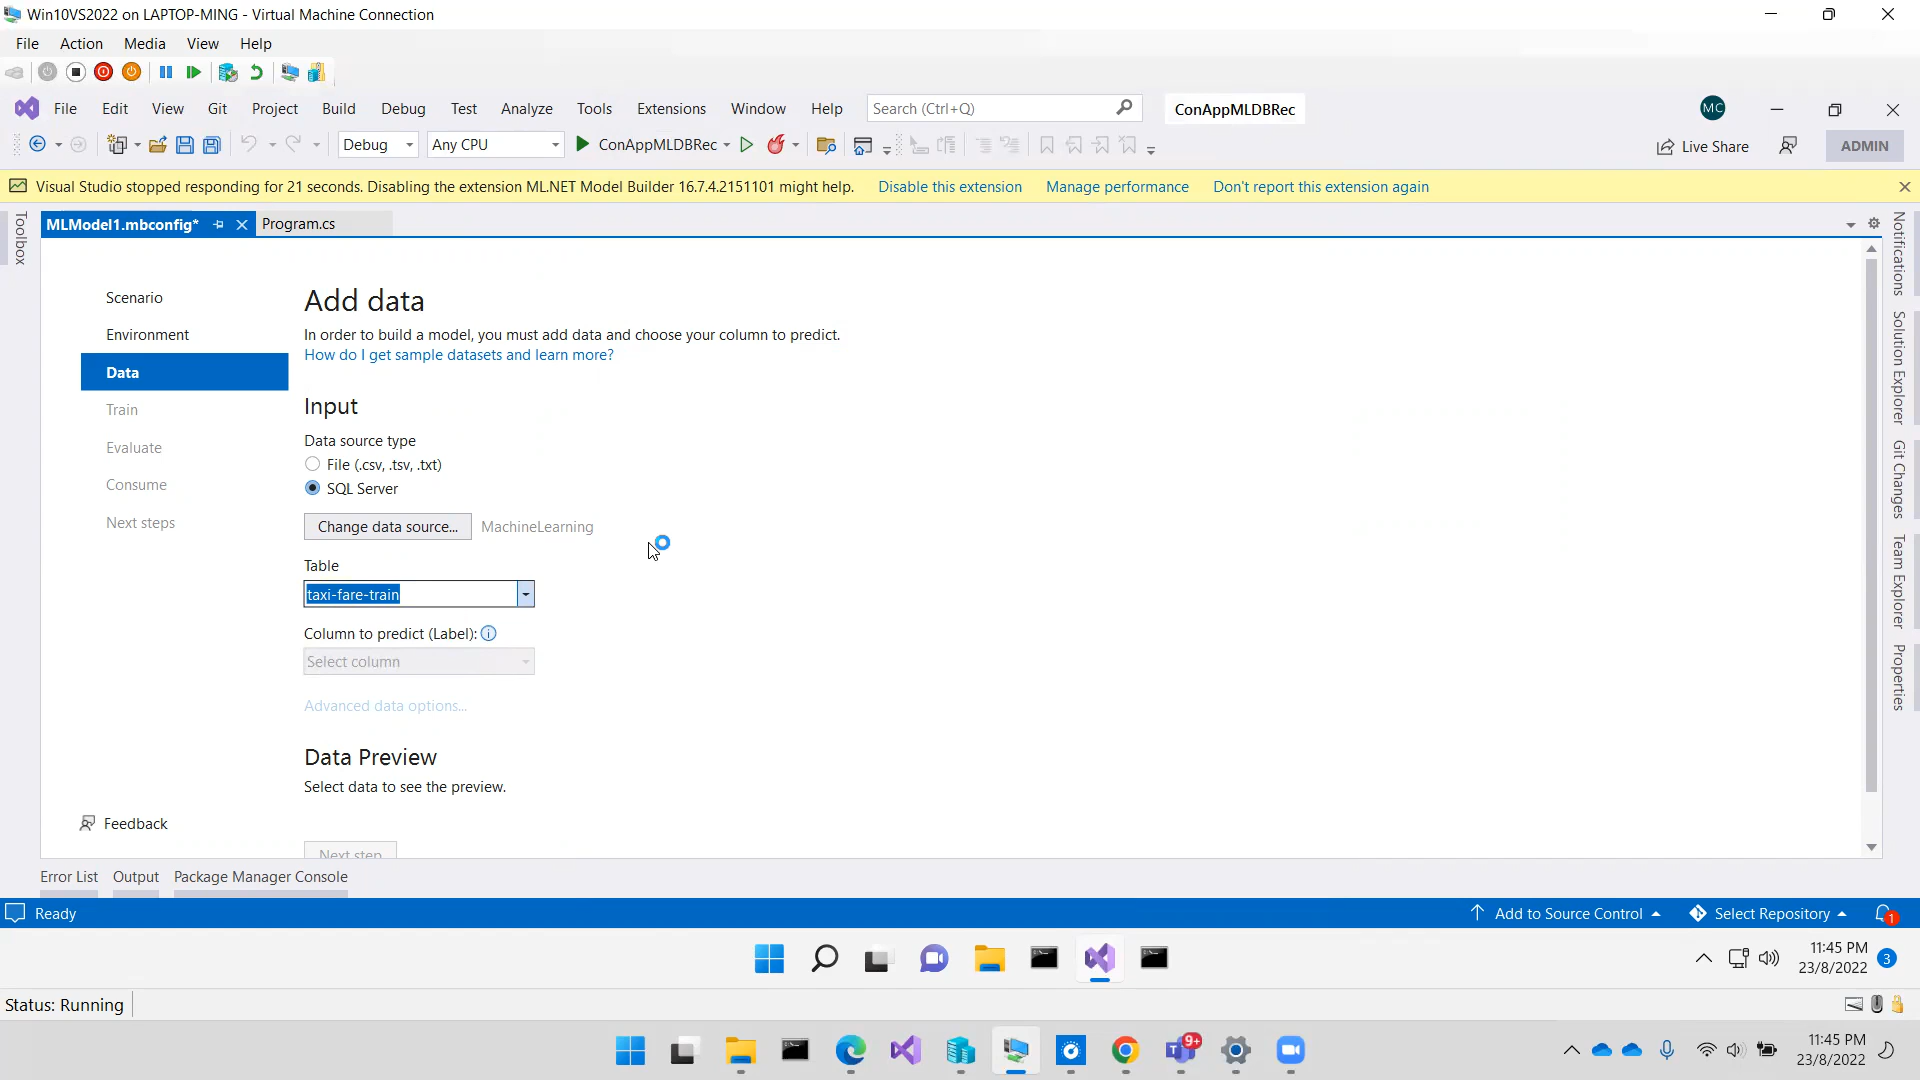 Win10VS2022 on LAPTOP-MING - Virtual Machine Connection
File Action Media View Help
File Edit View Git Project Build Debug Test Analyze Tools Extensions Window Help Search (Ctrl+Q) ConAppMLDBRec MC
Debug Any CPU ConAppMLDBRec Live Share ADMIN
Visual Studio stopped responding for 21 seconds. Disabling the extension ML.NET Model Builder 16.7.4.2151101 might help. Disable this extension Manage performance Don't report this extension again
Toolbox
MLModel1.mbconfig* Program.cs
Notifications
Solution Explorer
Git Changes
Team Explorer
Properties
Scenario
Environment
Data
Train
Evaluate
Consume
Next steps
Feedback
Add data
In order to build a model, you must add data and choose your column to predict.
How do I get sample datasets and learn more?
Input
Data source type
File (.csv, .tsv, .txt)
SQL Server
Change data source... MachineLearning
Table
taxi-fare-train
Column to predict (Label): i
Select column
Advanced data options...
Data Preview
Select data to see the preview.
Next step
Error List Output Package Manager Console
Ready Add to Source Control Select Repository 1
11:45 PM
23/8/2022 3
Status: Running
9+
11:45 PM
23/8/2022